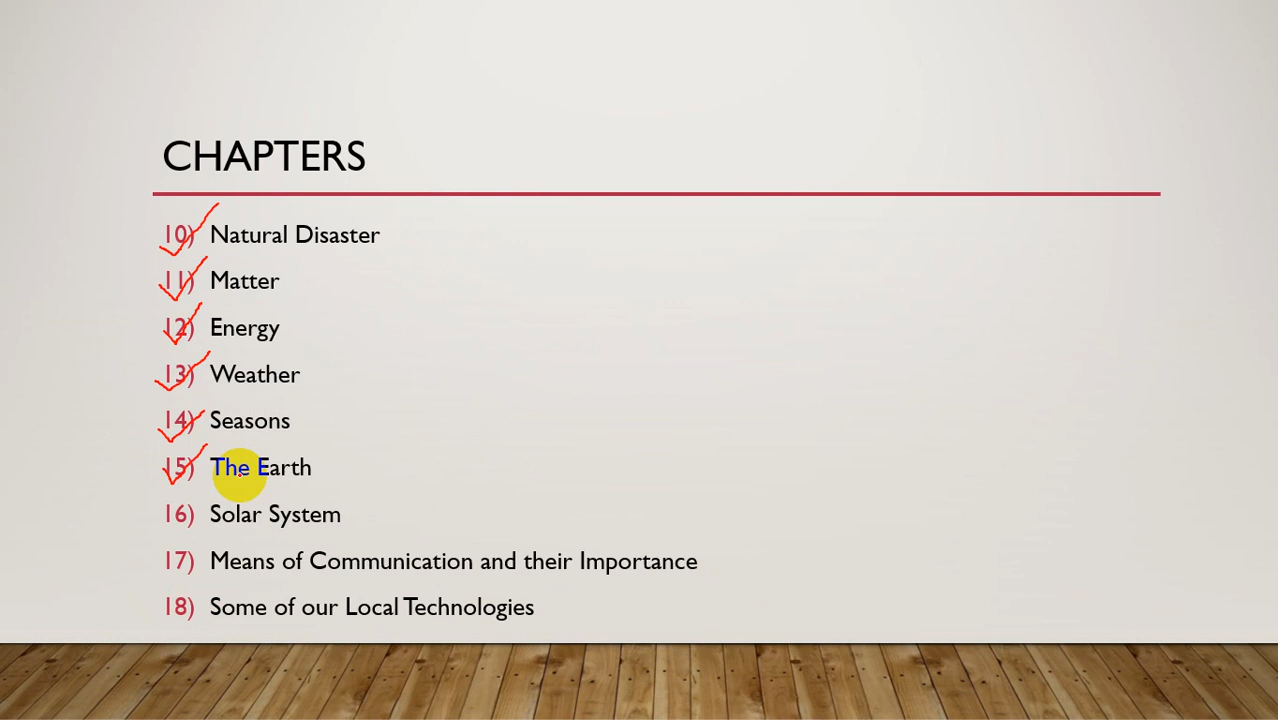 CHAPTERS
10) Natural Disaster
11) Matter
12) Energy
13) Weather
14) Seasons
15) The Earth
16) Solar System
17) Means of Communication and their Importance
18) Some of our Local Technologies